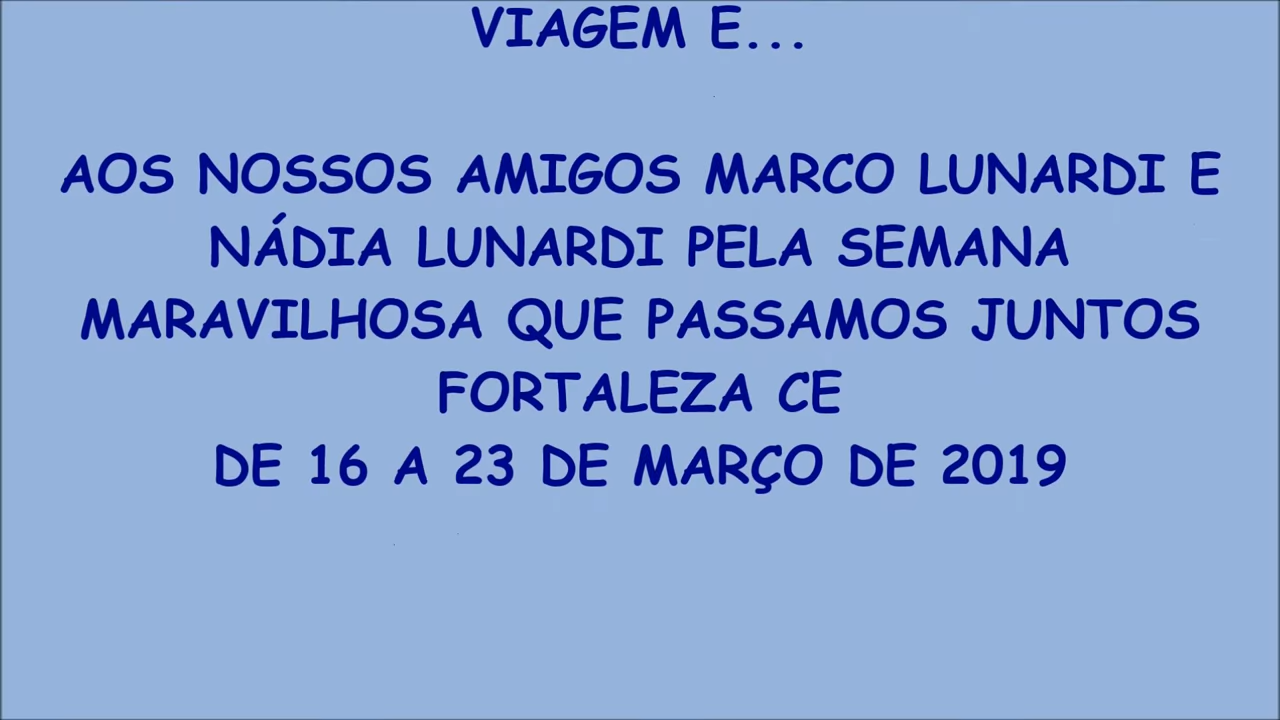 VIAGEM E...
AOS NOSSOS AMIGOS MARCO LUNARDI E
NÁDIA LUNARDI PELA SEMANA
MARAVILHOSA QUE PASSAMOS JUNTOS
FORTALEZA CE
DE 16 A 23 DE MARÇO DE 2019